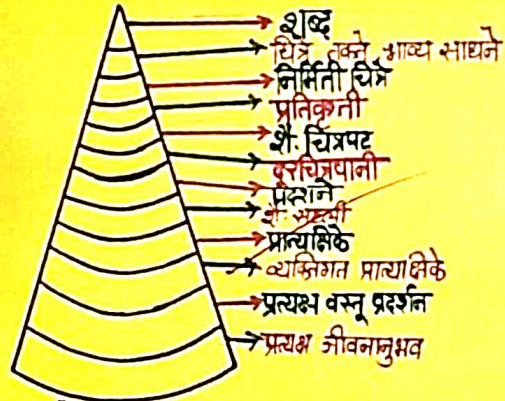 शब्द
चित्र तक्ते श्राव्य साधने
निर्मिती चित्रे
प्रतिकृती
शै. चित्रपट
दूरचित्रवानी
प्रदर्शने
शै. सहली
प्रात्यक्षिके
व्यक्तिगत प्रात्याक्षिके
प्रत्यक्ष वस्तू प्रदर्शन
प्रत्यक्ष जीवनानुभव